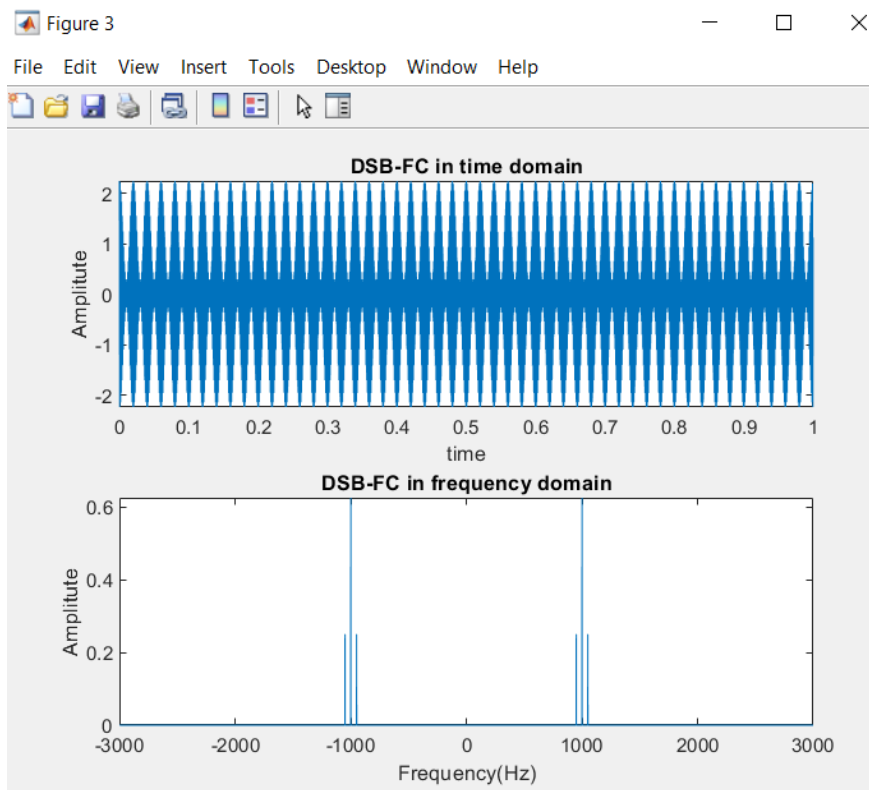 Figure 3
File Edit View Insert Tools Desktop Window Help
DSB-FC in time domain
2
1
0
-1
-2
Amplitute
0 0.1 0.2 0.3 0.4 0.5 0.6 0.7 0.8 0.9 1
time
DSB-FC in frequency domain
0.6
0.4
0.2
0
Amplitute
-3000 -2000 -1000 0 1000 2000 3000
Frequency(Hz)